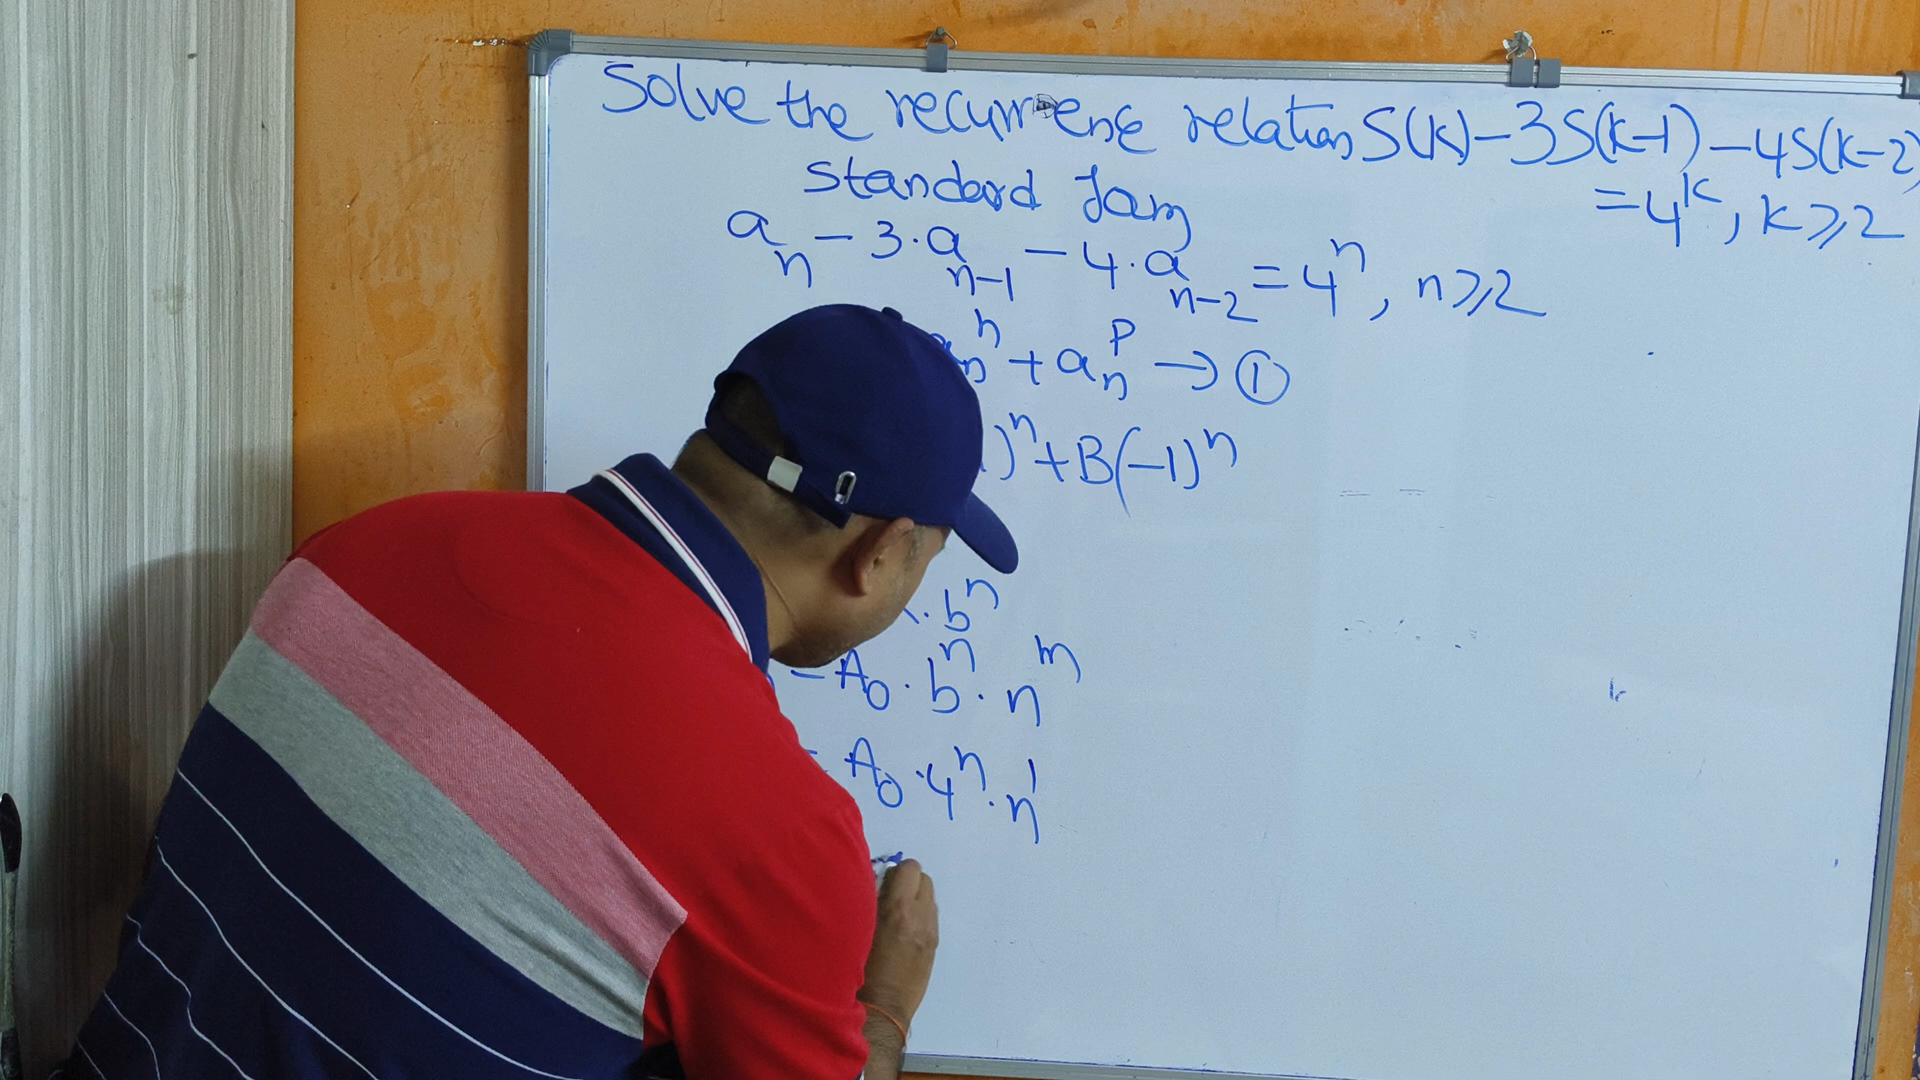 Solve the recurrence relation S(k)-3S(k-1)-4S(k-2)
=4^k, k≥2
standard form
a_n - 3·a_{n-1} - 4·a_{n-2} = 4^n, n≥2
a_n^h + a_n^p → ①
)^n + B(-1)^n
· b^n
= A_0 · b^n · n^m
= A_0 · 4^n · n^1